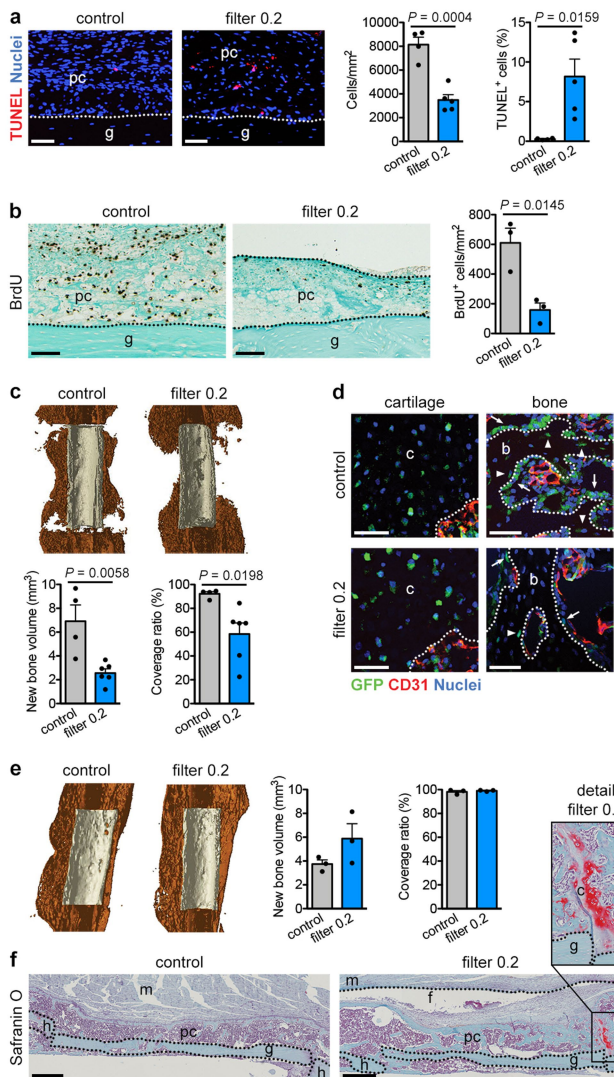 a
control
filter 0.2
TUNEL Nuclei
pc
g
pc
g
Cells/mm²
10000
8000
6000
4000
2000
0
P = 0.0004
control
filter 0.2
TUNEL⁺ cells (%)
15
10
5
0
P = 0.0159
control
filter 0.2
b
control
filter 0.2
BrdU
pc
g
pc
g
BrdU⁺ cells/mm²
800
600
400
200
0
P = 0.0145
control
filter 0.2
c
control
filter 0.2
New bone volume (mm³)
10
8
6
4
2
0
P = 0.0058
control
filter 0.2
Coverage ratio (%)
100
80
60
40
20
0
P = 0.0198
control
filter 0.2
d
cartilage
bone
control
c
b
filter 0.2
c
b
GFP CD31 Nuclei
e
control
filter 0.2
New bone volume (mm³)
10
8
6
4
2
0
control
filter 0.2
Coverage ratio (%)
100
80
60
40
20
0
control
filter 0.2
detail
filter 0.
c
g
f
control
filter 0.2
Safranin O
m
h
pc
g
h
m
f
pc
h
g